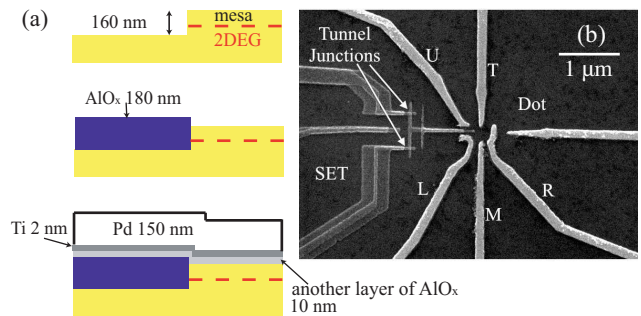 (a)
160 nm
mesa
2DEG
AlOx 180 nm
Ti 2 nm
Pd 150 nm
another layer of AlOx
10 nm
(b)
Tunnel
Junctions
U
T
1 μm
Dot
SET
L
M
R